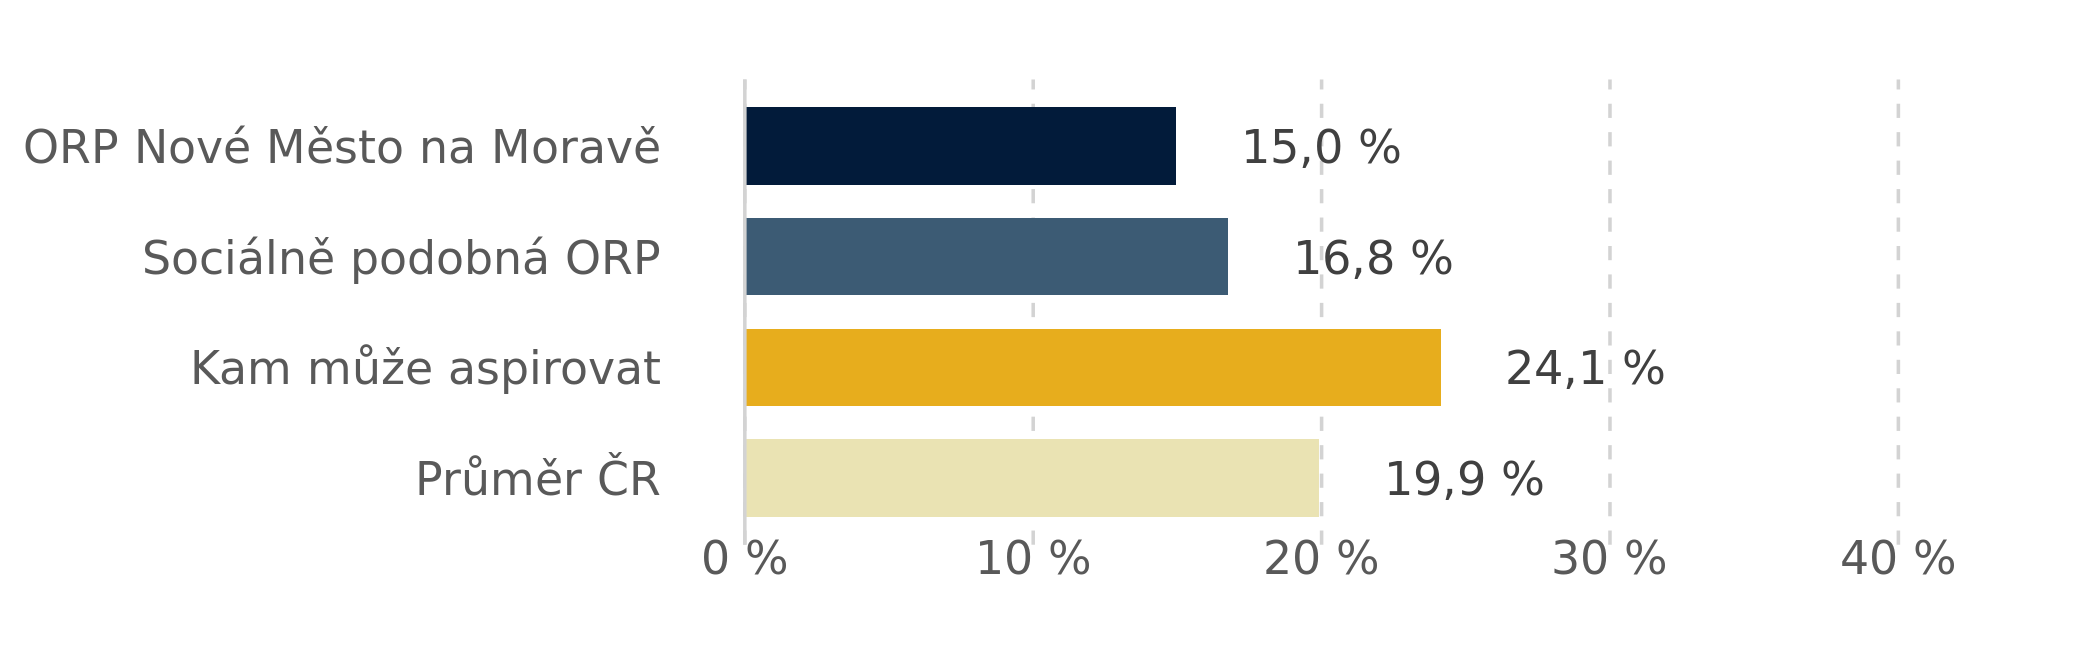 ORP Nové Město na Moravě 15,0 %
Sociálně podobná ORP 16,8 %
Kam může aspirovat 24,1 %
Průměr ČR 19,9 %
0 % 10 % 20 % 30 % 40 %